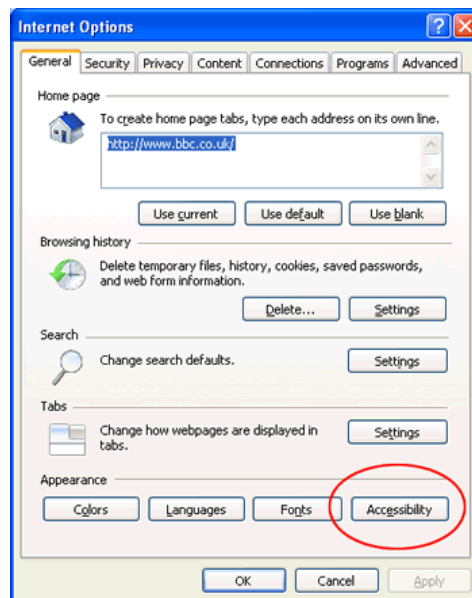 Internet Options
General Security Privacy Content Connections Programs Advanced
Home page
To create home page tabs, type each address on its own line.
http://www.bbc.co.uk/
Use current Use default Use blank
Browsing history
Delete temporary files, history, cookies, saved passwords,
and web form information.
Delete... Settings
Search
Change search defaults. Settings
Tabs
Change how webpages are displayed in
tabs. Settings
Appearance
Colors Languages Fonts Accessibility
OK Cancel Apply